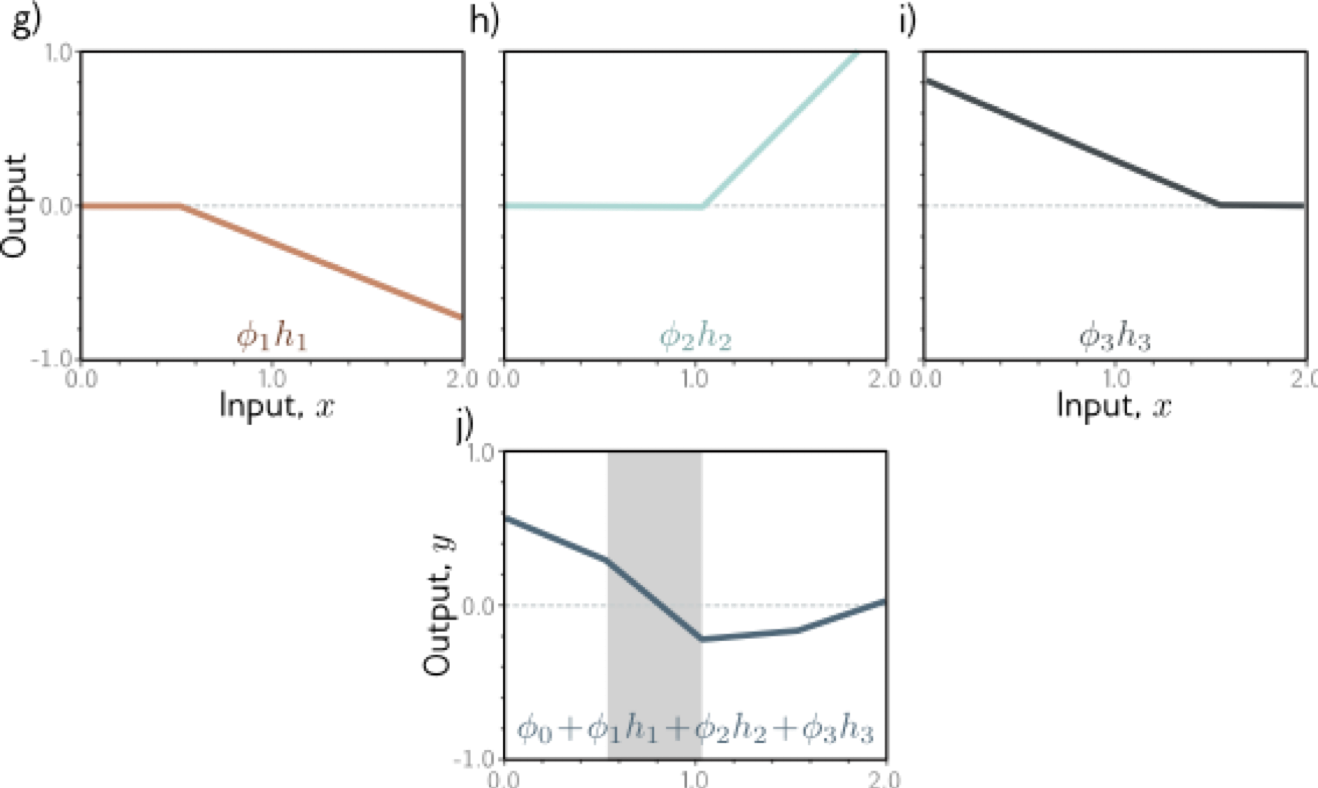 g)
h)
i)
1.0
Output
0.0
ϕ₁h₁
ϕ₂h₂
ϕ₃h₃
-1.0
0.0 1.0 2.0 0.0 1.0 2.0 0.0 1.0 2.0
Input, x
Input, x
j)
1.0
Output, y
0.0
ϕ₀+ϕ₁h₁+ϕ₂h₂+ϕ₃h₃
-1.0
0.0 1.0 2.0